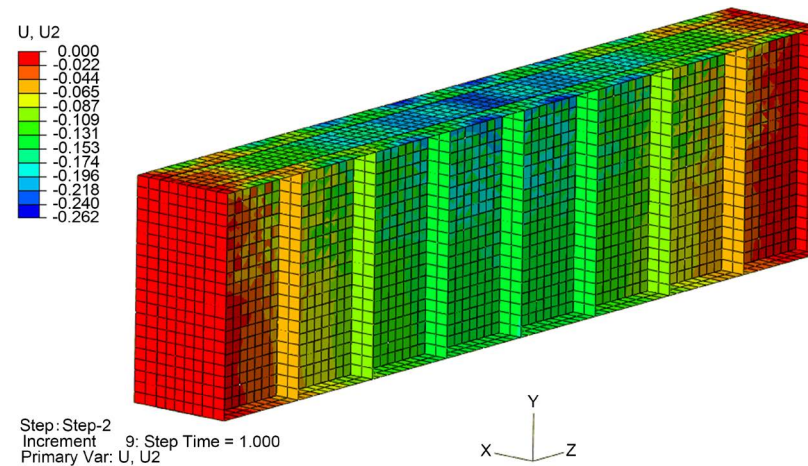 U, U2
0.000
-0.022
-0.044
-0.065
-0.087
-0.109
-0.131
-0.153
-0.174
-0.196
-0.218
-0.240
-0.262
Step: Step-2
Increment 9: Step Time = 1.000
Primary Var: U, U2
Y
X Z